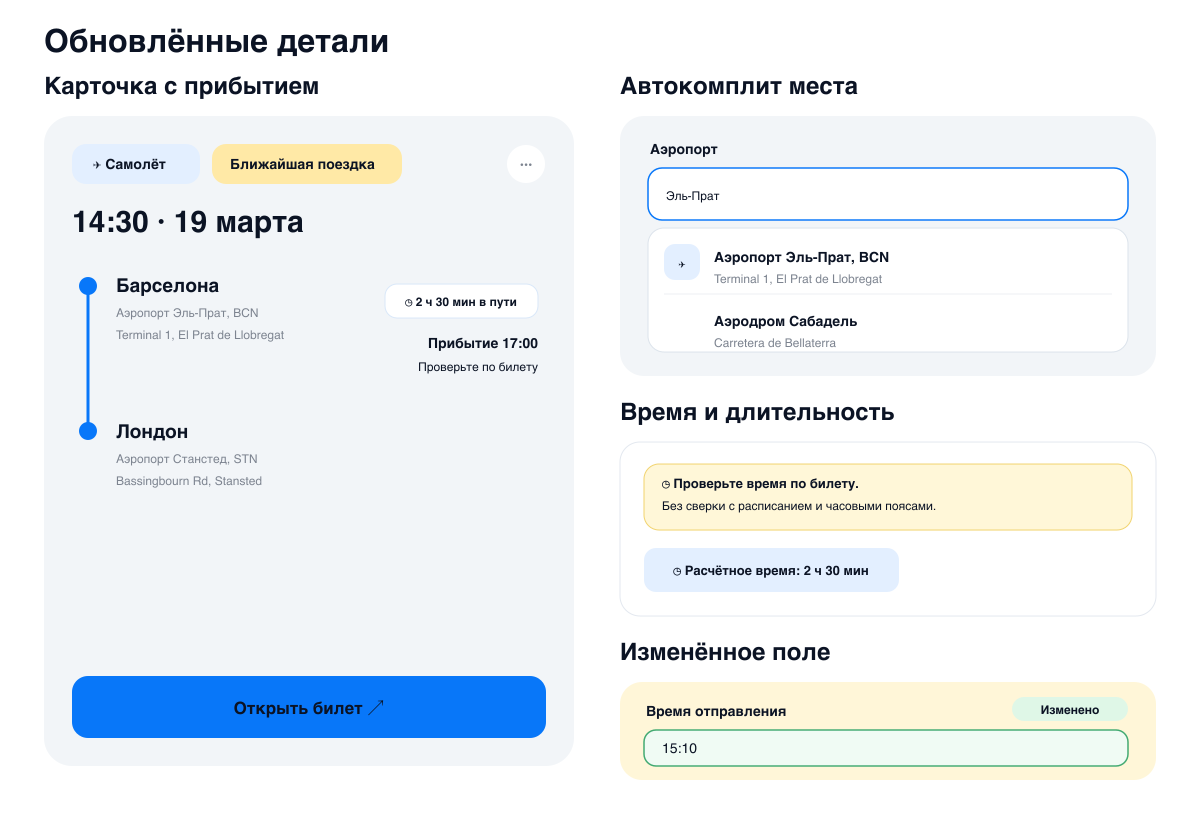 Обновлённые детали
Карточка с прибытием
✈ Самолёт
Ближайшая поездка
···
14:30 · 19 марта
Барселона
Аэропорт Эль-Прат, BCN
Terminal 1, El Prat de Llobregat
◷ 2 ч 30 мин в пути
Прибытие 17:00
Проверьте по билету
Лондон
Аэропорт Станстед, STN
Bassingbourn Rd, Stansted
Открыть билет ↗
Автокомплит места
Аэропорт
Эль-Прат
✈
Аэропорт Эль-Прат, BCN
Terminal 1, El Prat de Llobregat
Аэродром Сабадель
Carretera de Bellaterra
Время и длительность
◷ Проверьте время по билету.
Без сверки с расписанием и часовыми поясами.
◷ Расчётное время: 2 ч 30 мин
Изменённое поле
Время отправления
Изменено
15:10